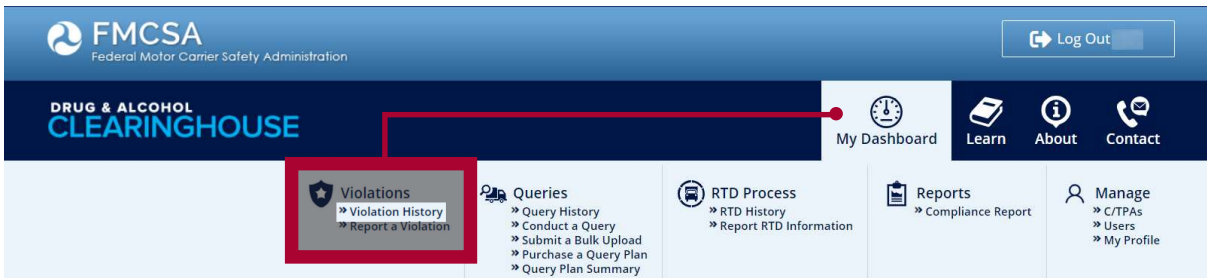 FMCSA
Federal Motor Carrier Safety Administration
Log Out
DRUG & ALCOHOL
CLEARINGHOUSE
My Dashboard
Learn
About
Contact
Violations
» Violation History
» Report a Violation
Queries
» Query History
» Conduct a Query
» Submit a Bulk Upload
» Purchase a Query Plan
» Query Plan Summary
RTD Process
» RTD History
» Report RTD Information
Reports
» Compliance Report
Manage
» C/TPAs
» Users
» My Profile